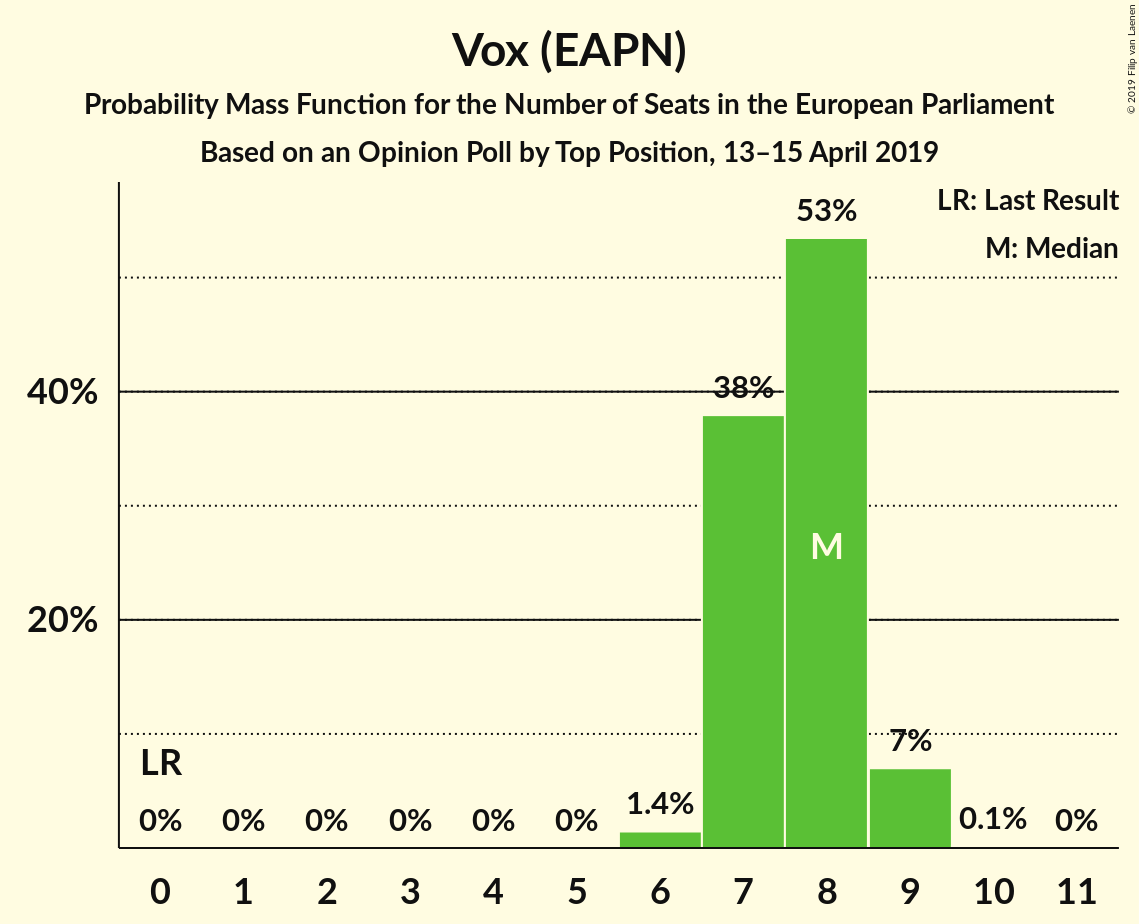 Vox (EAPN)
Probability Mass Function for the Number of Seats in the European Parliament
Based on an Opinion Poll by Top Position, 13–15 April 2019
© 2019 Filip van Laenen
LR: Last Result
M: Median
53%
40%
38%
M
20%
7%
LR
1.4%
0% 0% 0% 0% 0% 0% 0.1% 0%
0 1 2 3 4 5 6 7 8 9 10 11